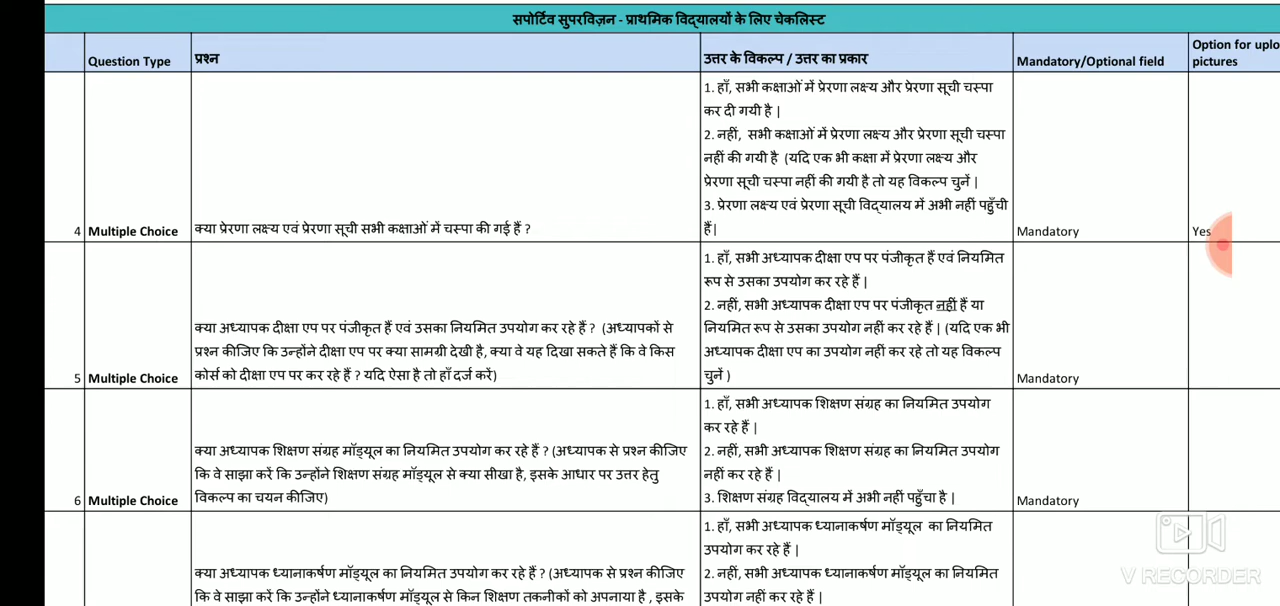 सपोर्टिव सुपरविज़न - प्राथमिक विद्यालयों के लिए चेकलिस्ट
Question Type
प्रश्न
उत्तर के विकल्प / उत्तर का प्रकार
Mandatory/Optional field
Option for
pictures
1. हाँ, सभी कक्षाओं में प्रेरणा लक्ष्य और प्रेरणा सूची चस्पा
कर दी गयी है |
2. नहीं, सभी कक्षाओं में प्रेरणा लक्ष्य और प्रेरणा सूची चस्पा
नहीं की गयी है (यदि एक भी कक्षा में प्रेरणा लक्ष्य और
प्रेरणा सूची चस्पा नहीं की गयी है तो यह विकल्प चुनें |
3. प्रेरणा लक्ष्य एवं प्रेरणा सूची विद्यालय में अभी नहीं पहुँची
हैं|
4 Multiple Choice
क्या प्रेरणा लक्ष्य एवं प्रेरणा सूची सभी कक्षाओं में चस्पा की गई हैं ?
Mandatory
Yes
1. हाँ, सभी अध्यापक दीक्षा एप पर पंजीकृत हैं एवं नियमित
रूप से उसका उपयोग कर रहे हैं |
2. नहीं, सभी अध्यापक दीक्षा एप पर पंजीकृत नहीं हैं या
नियमित रूप से उसका उपयोग नहीं कर रहे हैं | (यदि एक भी
अध्यापक दीक्षा एप का उपयोग नहीं कर रहे तो यह विकल्प
चुनें )
क्या अध्यापक दीक्षा एप पर पंजीकृत हैं एवं उसका नियमित उपयोग कर रहे हैं ? (अध्यापकों से
प्रश्न कीजिए कि उन्होंने दीक्षा एप पर क्या सामग्री देखी है, क्या वे यह दिखा सकते हैं कि वे किस
कोर्स को दीक्षा एप पर कर रहे हैं ? यदि ऐसा है तो हाँ दर्ज करें)
5 Multiple Choice
Mandatory
1. हाँ, सभी अध्यापक शिक्षण संग्रह का नियमित उपयोग
कर रहे हैं |
2. नहीं, सभी अध्यापक शिक्षण संग्रह का नियमित उपयोग
नहीं कर रहे हैं |
3. शिक्षण संग्रह विद्यालय में अभी नहीं पहुँचा है |
क्या अध्यापक शिक्षण संग्रह मॉड्यूल का नियमित उपयोग कर रहे हैं ? (अध्यापक से प्रश्न कीजिए
कि वे साझा करें कि उन्होंने शिक्षण संग्रह मॉड्यूल से क्या सीखा है, इसके आधार पर उत्तर हेतु
विकल्प का चयन कीजिए)
6 Multiple Choice
Mandatory
1. हाँ, सभी अध्यापक ध्यानाकर्षण मॉड्यूल का नियमित
उपयोग कर रहे हैं |
2. नहीं, सभी अध्यापक ध्यानाकर्षण मॉड्यूल का नियमित
उपयोग नहीं कर रहे हैं |
क्या अध्यापक ध्यानाकर्षण मॉड्यूल का नियमित उपयोग कर रहे हैं ? (अध्यापक से प्रश्न कीजिए
कि वे साझा करें कि उन्होंने ध्यानाकर्षण मॉड्यूल से किन शिक्षण तकनीकों को अपनाया है , इसके
V RECORDER